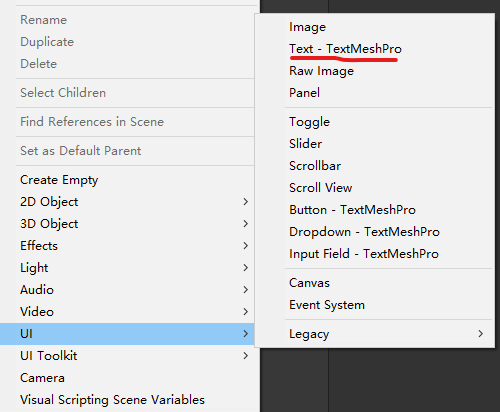 Rename
Duplicate
Delete
Select Children
Find References in Scene
Set as Default Parent
Create Empty
2D Object
3D Object
Effects
Light
Audio
Video
UI
UI Toolkit
Camera
Visual Scripting Scene Variables
Image
Text - TextMeshPro
Raw Image
Panel
Toggle
Slider
Scrollbar
Scroll View
Button - TextMeshPro
Dropdown - TextMeshPro
Input Field - TextMeshPro
Canvas
Event System
Legacy